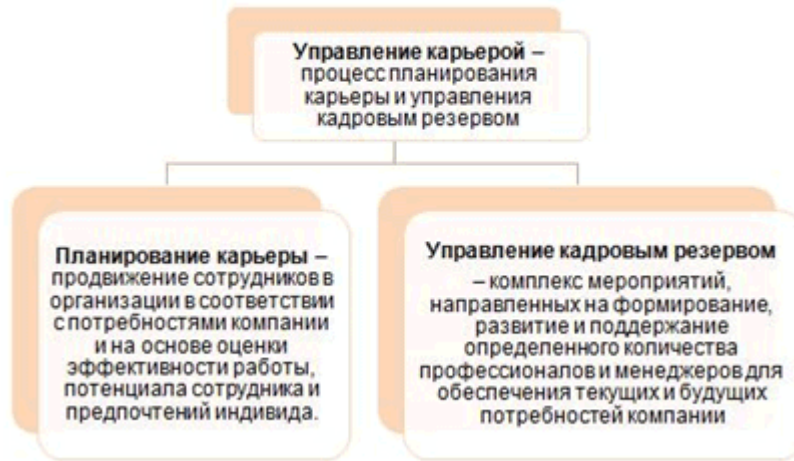 Управление карьерой –
процесс планирования
карьеры и управления
кадровым резервом
Планирование карьеры –
продвижение сотрудников в
организации в соответствии
с потребностями компании
и на основе оценки
эффективности работы,
потенциала сотрудника и
предпочтений индивида.
Управление кадровым резервом
– комплекс мероприятий,
направленных на формирование,
развитие и поддержание
определенного количества
профессионалов и менеджеров для
обеспечения текущих и будущих
потребностей компании